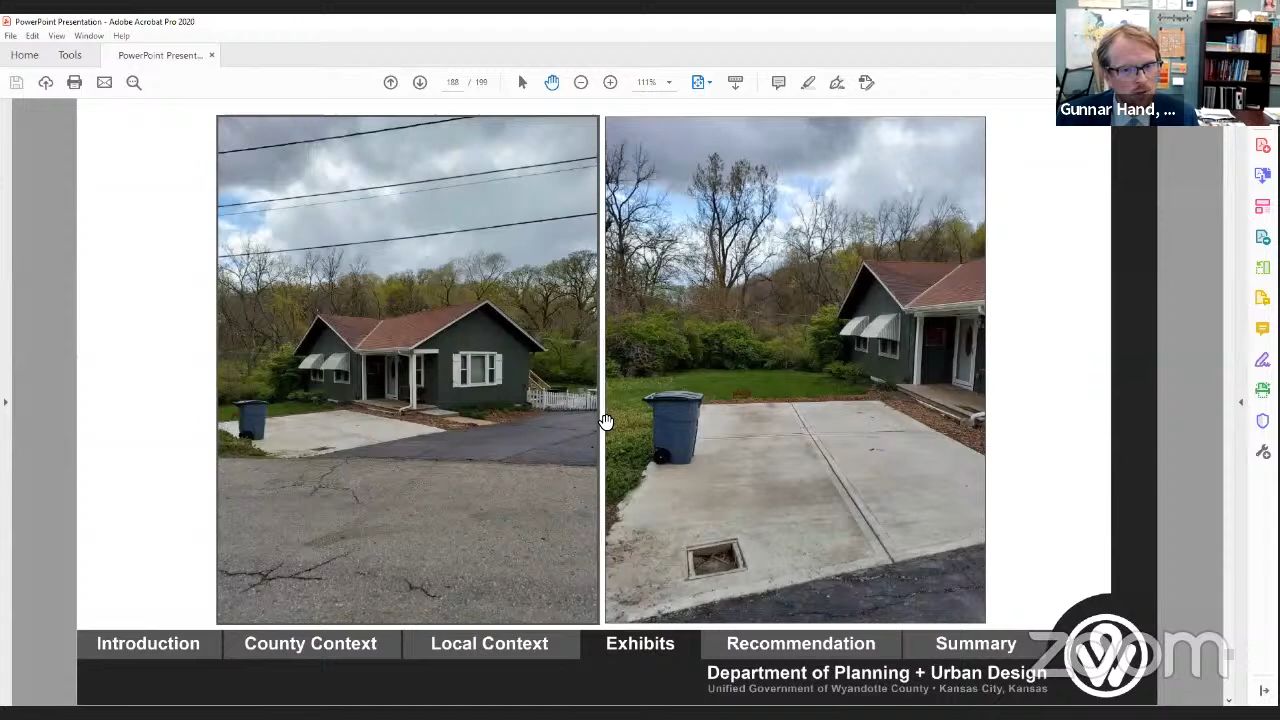 PowerPoint Presentation - Adobe Acrobat Pro 2020
File Edit View Window Help
Home Tools PowerPoint Present... ×
188 199 111%
Gunnar Hand, ...
Introduction County Context Local Context Exhibits Recommendation Summary
Department of Planning + Urban Design
Unified Government of Wyandotte County • Kansas City, Kansas
zoom